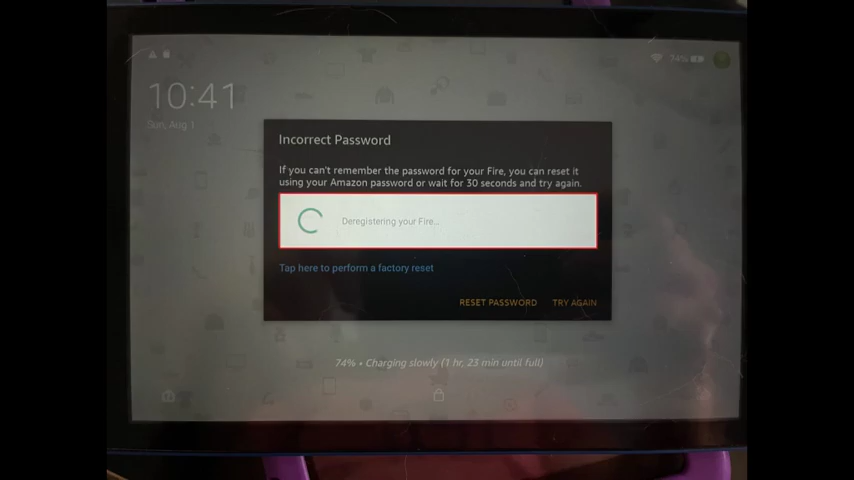 74%
10:41
Sun, Aug 1
Incorrect Password
If you can't remember the password for your Fire, you can reset it
using your Amazon password or wait for 30 seconds and try again.
Deregistering your Fire...
Tap here to perform a factory reset
RESET PASSWORD TRY AGAIN
74% • Charging slowly (1 hr, 23 min until full)